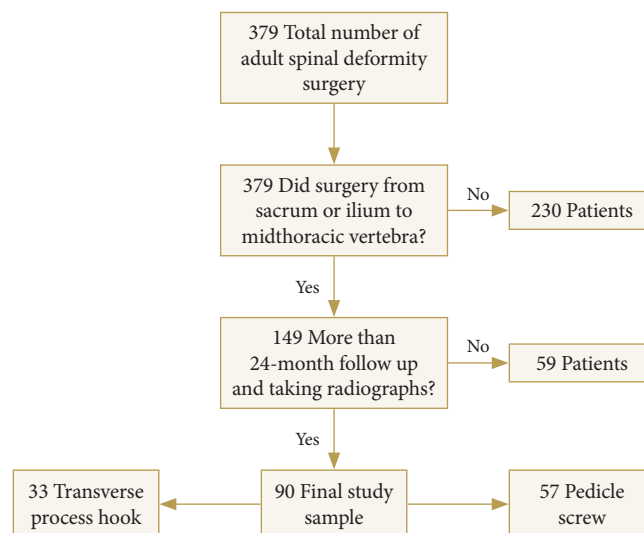 379 Total number of
adult spinal deformity
surgery
379 Did surgery from
sacrum or ilium to
midthoracic vertebra?
No
230 Patients
Yes
149 More than
24-month follow up
and taking radiographs?
No
59 Patients
Yes
33 Transverse
process hook
90 Final study
sample
57 Pedicle
screw